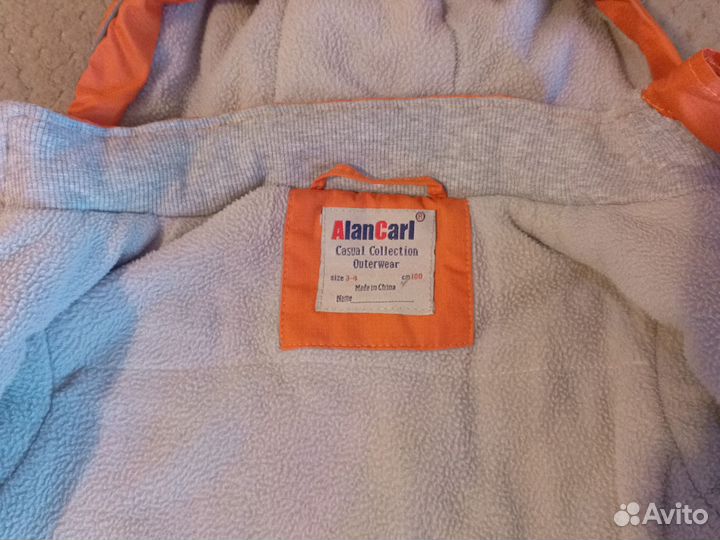 AlanCarl®
Casual Collection
Outerwear
size 3-4 cm 100
Made in China
Name
Avito